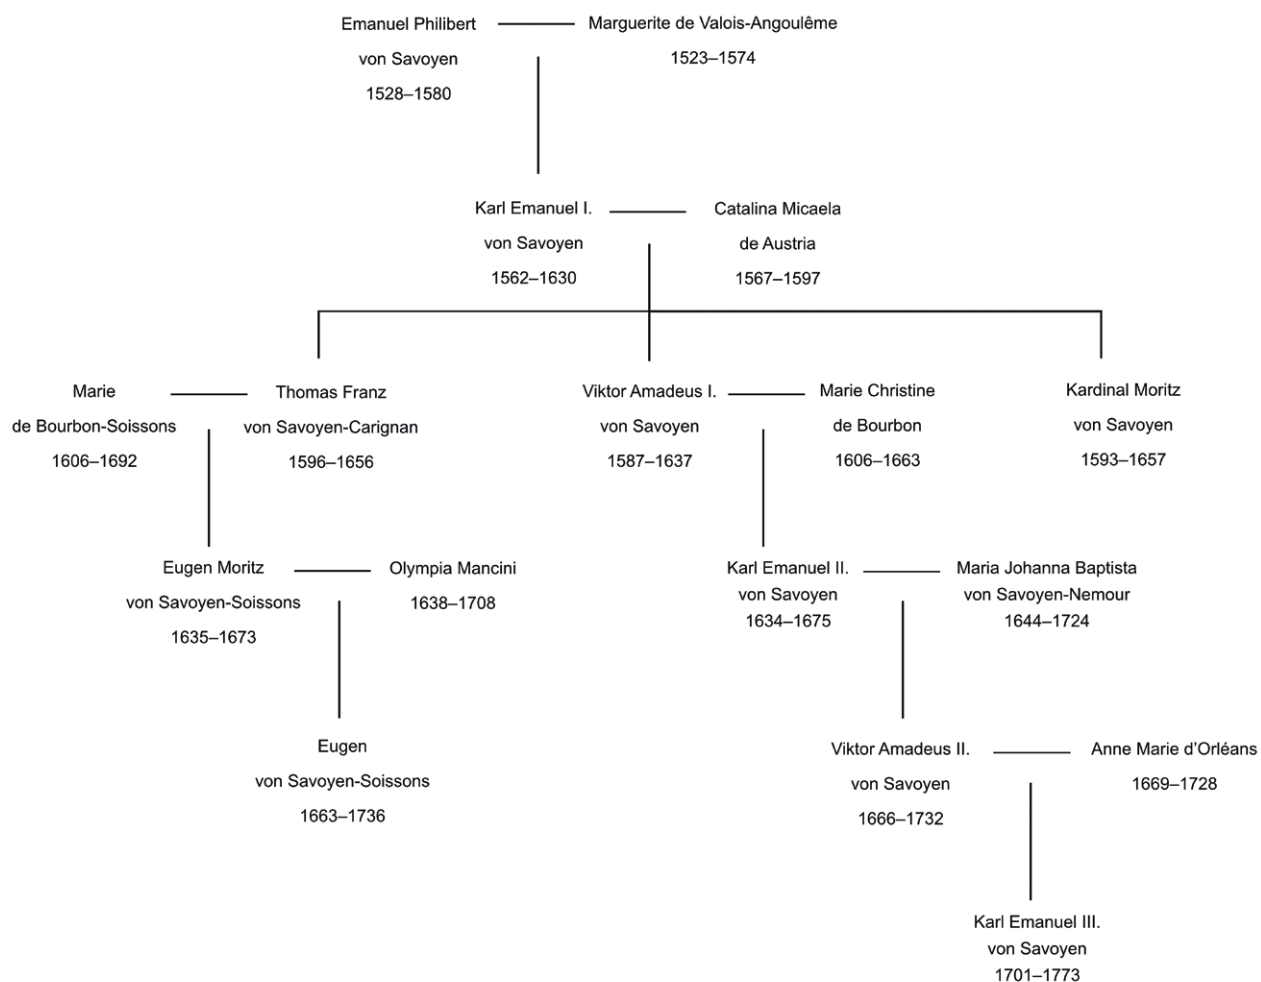 Emanuel Philibert
von Savoyen
1528–1580
Marguerite de Valois-Angoulême
1523–1574
Karl Emanuel I.
von Savoyen
1562–1630
Catalina Micaela
de Austria
1567–1597
Marie
de Bourbon-Soissons
1606–1692
Thomas Franz
von Savoyen-Carignan
1596–1656
Viktor Amadeus I.
von Savoyen
1587–1637
Marie Christine
de Bourbon
1606–1663
Kardinal Moritz
von Savoyen
1593–1657
Eugen Moritz
von Savoyen-Soissons
1635–1673
Olympia Mancini
1638–1708
Karl Emanuel II.
von Savoyen
1634–1675
Maria Johanna Baptista
von Savoyen-Nemour
1644–1724
Eugen
von Savoyen-Soissons
1663–1736
Viktor Amadeus II.
von Savoyen
1666–1732
Anne Marie d’Orléans
1669–1728
Karl Emanuel III.
von Savoyen
1701–1773